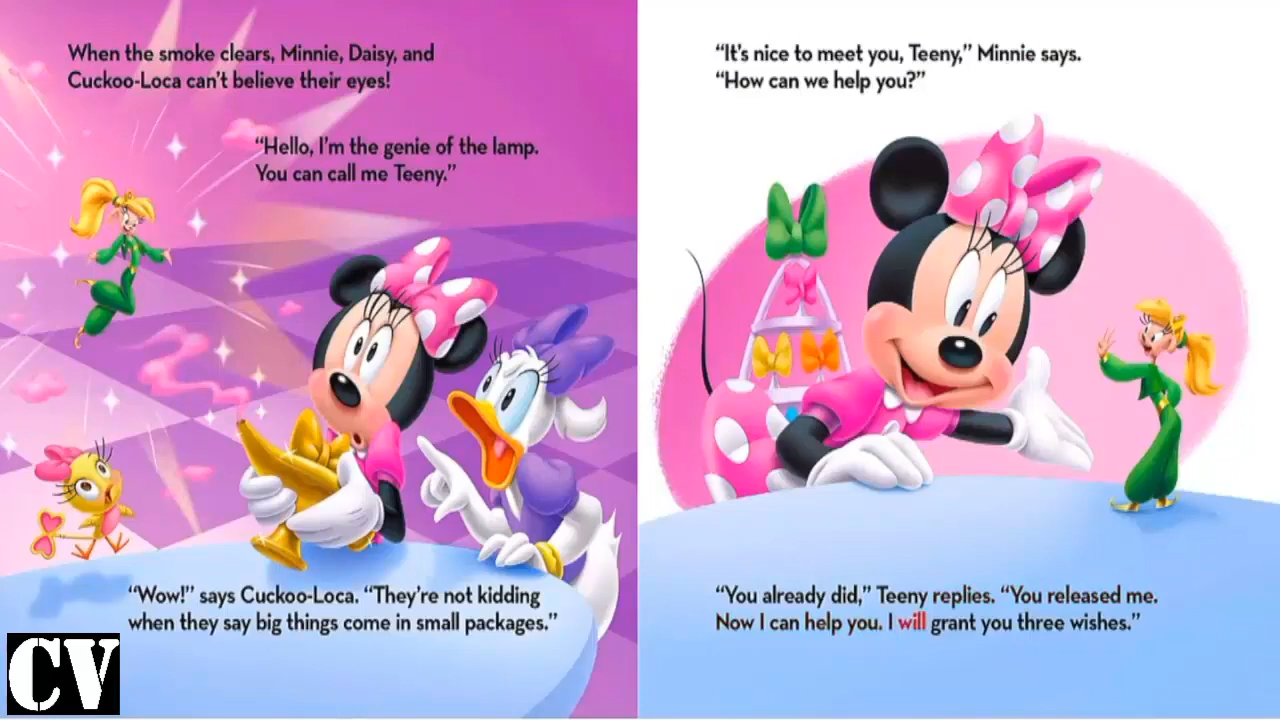 When the smoke clears, Minnie, Daisy, and
Cuckoo-Loca can't believe their eyes!
“Hello, I'm the genie of the lamp.
You can call me Teeny.”
“Wow!” says Cuckoo-Loca. “They're not kidding
when they say big things come in small packages.”
CV
“It's nice to meet you, Teeny,” Minnie says.
“How can we help you?”
“You already did,” Teeny replies. “You released me.
Now I can help you. I will grant you three wishes.”